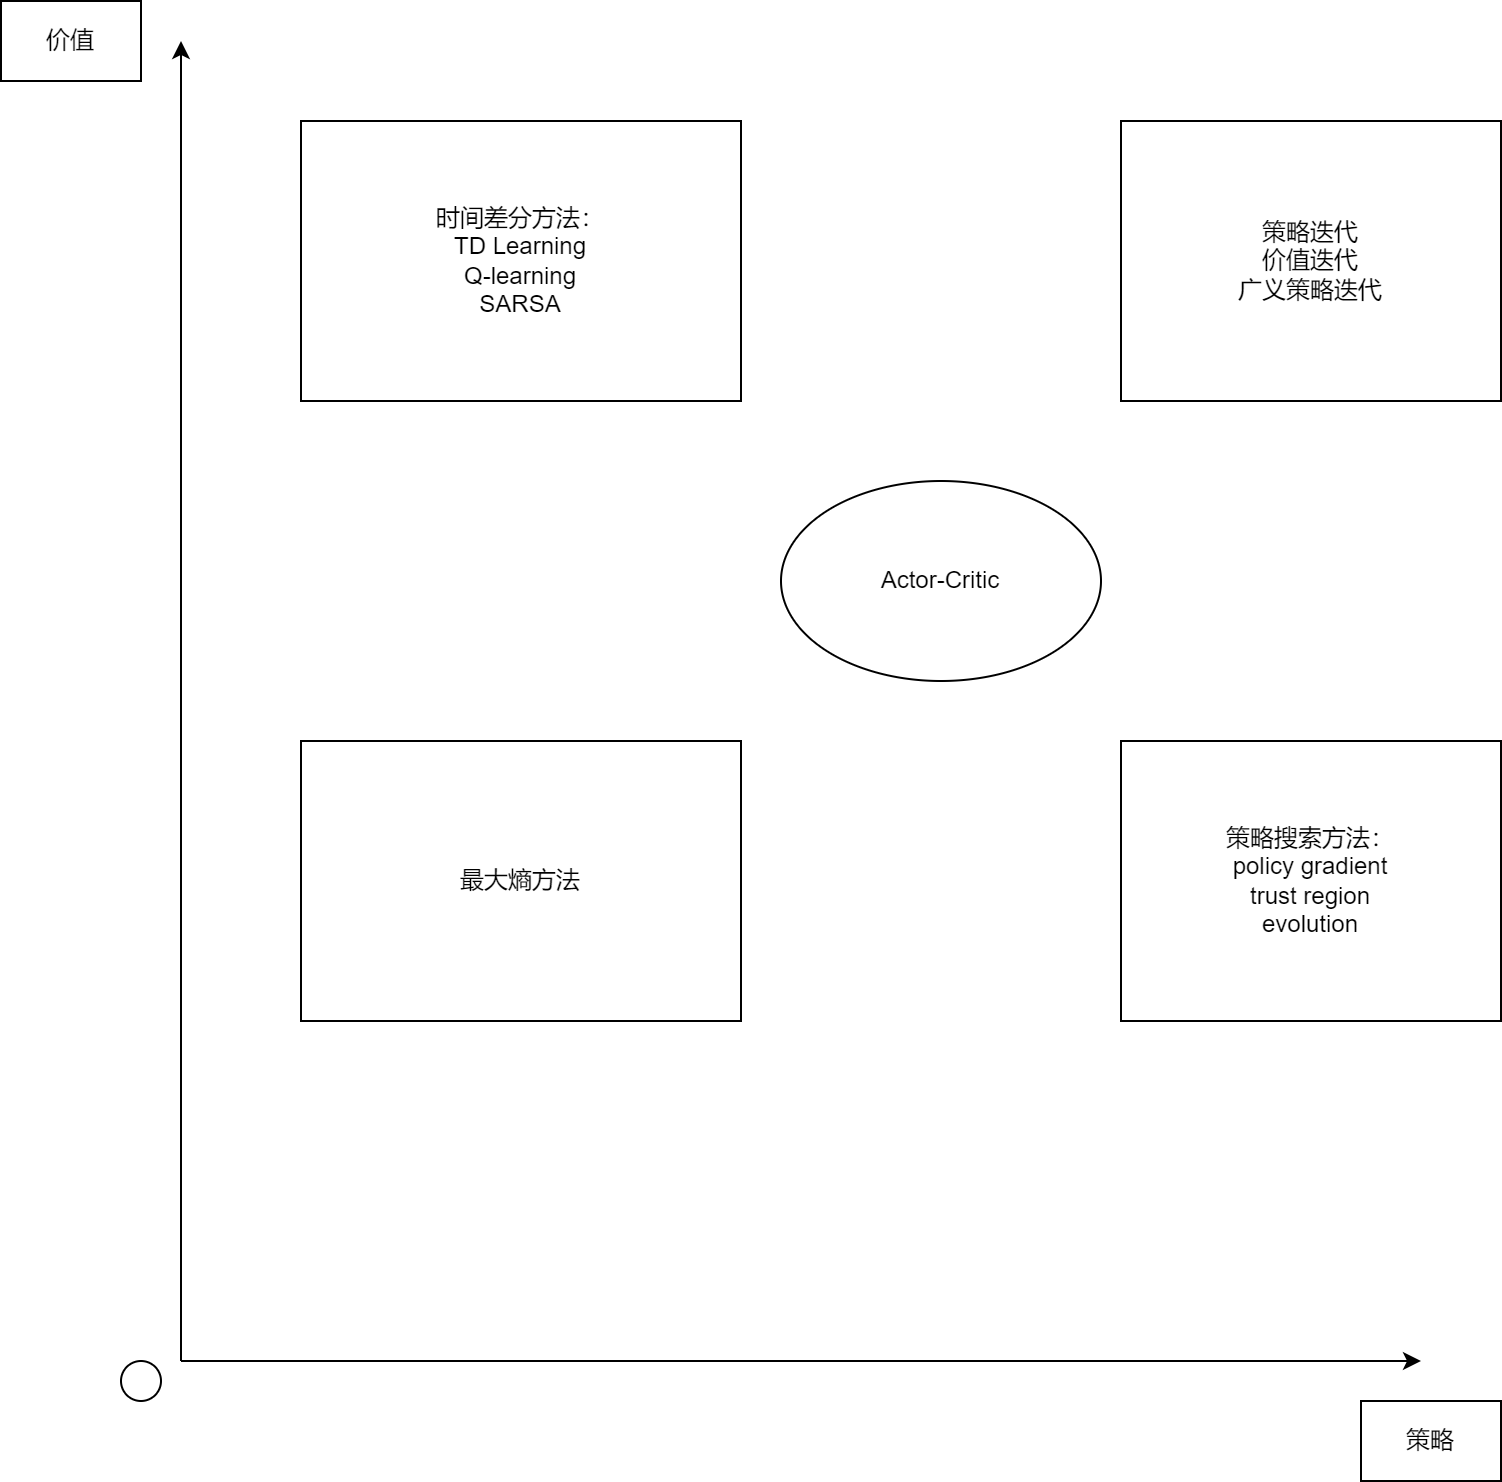 价值
时间差分方法：
TD Learning
Q-learning
SARSA
策略迭代
价值迭代
广义策略迭代
Actor-Critic
最大熵方法
策略搜索方法：
policy gradient
trust region
evolution
策略